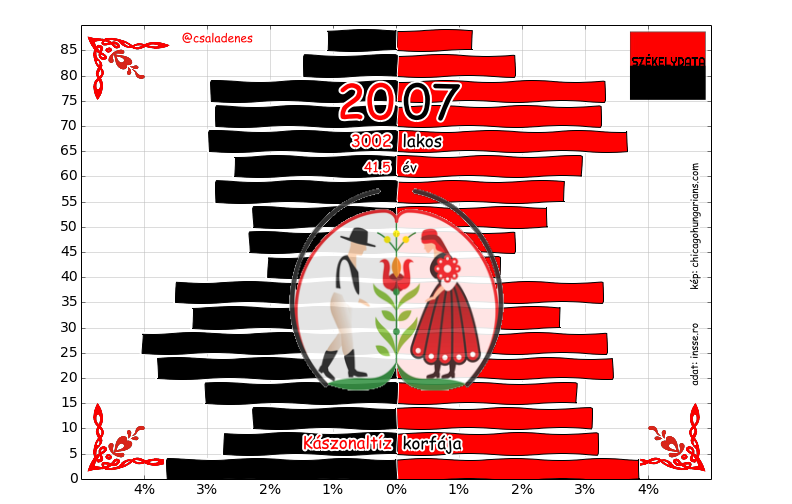 @csaladenes
SZÉKELYDATA
2007
3002 lakos
41,5 év
kép: chicagohungarians.com
adat: insse.ro
Kászonaltíz korfája
85
80
75
70
65
60
55
50
45
40
35
30
25
20
15
10
5
0
4% 3% 2% 1% 0% 1% 2% 3% 4%